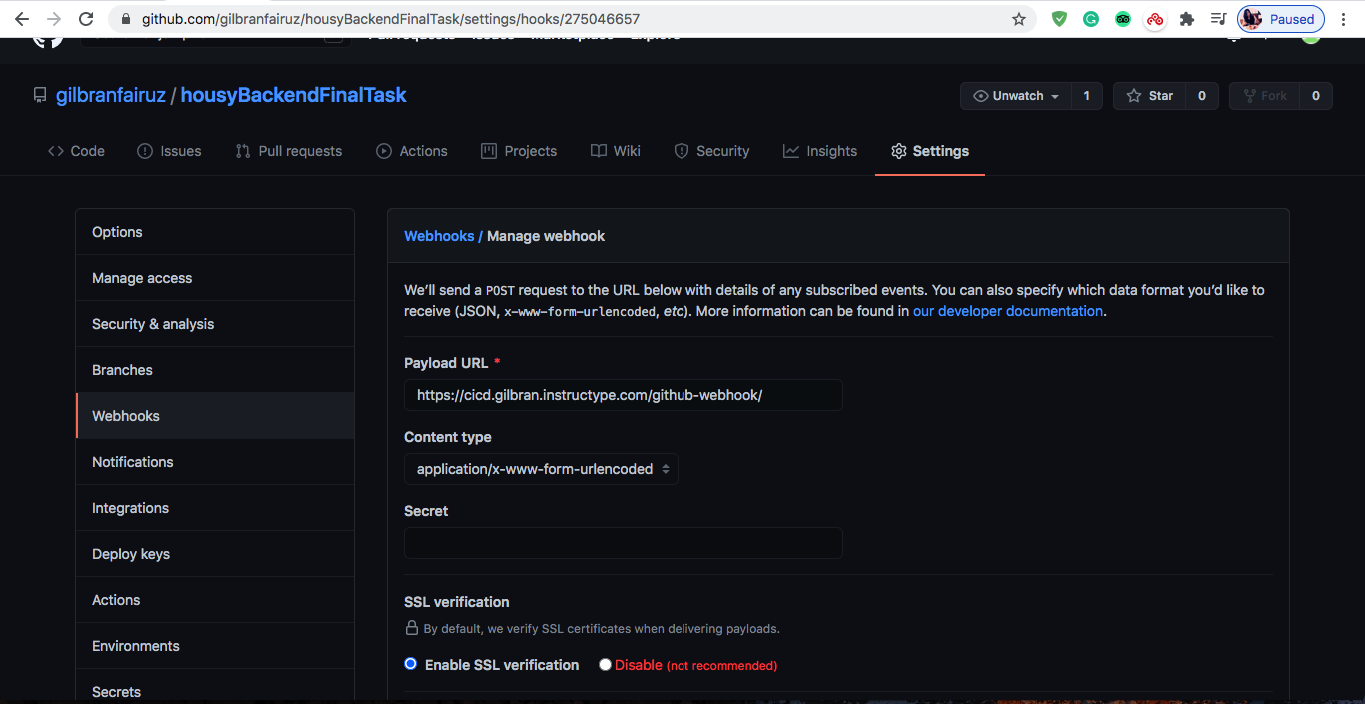 github.com/gilbranfairuz/housyBackendFinalTask/settings/hooks/275046657
Paused
gilbranfairuz / housyBackendFinalTask
Unwatch 1
Star 0
Fork 0
Code
Issues
Pull requests
Actions
Projects
Wiki
Security
Insights
Settings
Options
Manage access
Security & analysis
Branches
Webhooks
Notifications
Integrations
Deploy keys
Actions
Environments
Secrets
Webhooks / Manage webhook
We'll send a POST request to the URL below with details of any subscribed events. You can also specify which data format you'd like to
receive (JSON, x-www-form-urlencoded, etc). More information can be found in our developer documentation.
Payload URL *
https://cicd.gilbran.instructype.com/github-webhook/
Content type
application/x-www-form-urlencoded
Secret
SSL verification
By default, we verify SSL certificates when delivering payloads.
Enable SSL verification
Disable (not recommended)